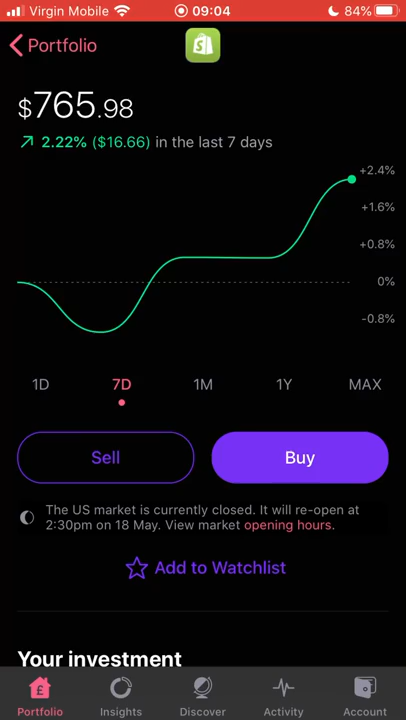 Virgin Mobile 09:04 84%
Portfolio
$765.98
2.22% ($16.66) in the last 7 days
+2.4%
+1.6%
+0.8%
0%
-0.8%
1D 7D 1M 1Y MAX
Sell Buy
The US market is currently closed. It will re-open at
2:30pm on 18 May. View market opening hours.
Add to Watchlist
Your investment
Portfolio Insights Discover Activity Account